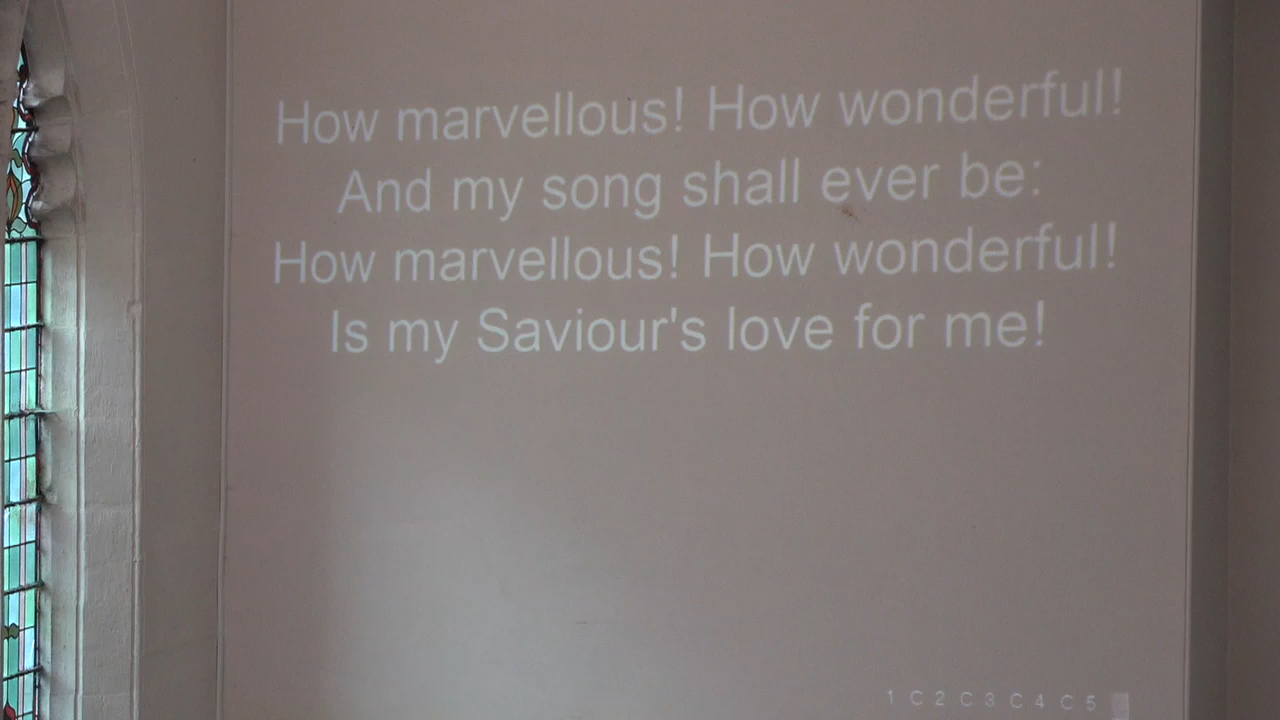 How marvellous! How wonderful!
And my song shall ever be:
How marvellous! How wonderful!
Is my Saviour's love for me!
1 C 2 C 3 C 4 C 5